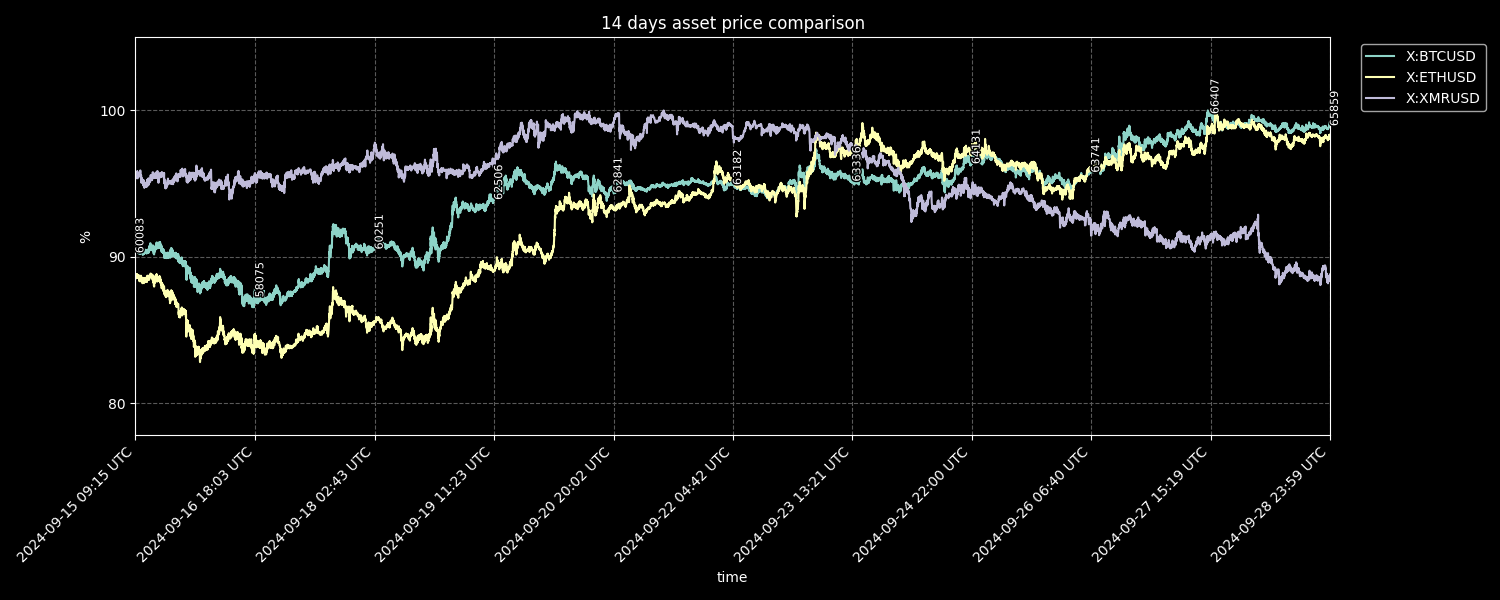 14 days asset price comparison
X:BTCUSD
X:ETHUSD
X:XMRUSD
%
100
90
80
60083
58075
60251
62506
62841
63182
63336
64131
63741
66407
65859
2024-09-15 09:15 UTC
2024-09-16 18:03 UTC
2024-09-18 02:43 UTC
2024-09-19 11:23 UTC
2024-09-20 20:02 UTC
2024-09-22 04:42 UTC
2024-09-23 13:21 UTC
2024-09-24 22:00 UTC
2024-09-26 06:40 UTC
2024-09-27 15:19 UTC
2024-09-28 23:59 UTC
time